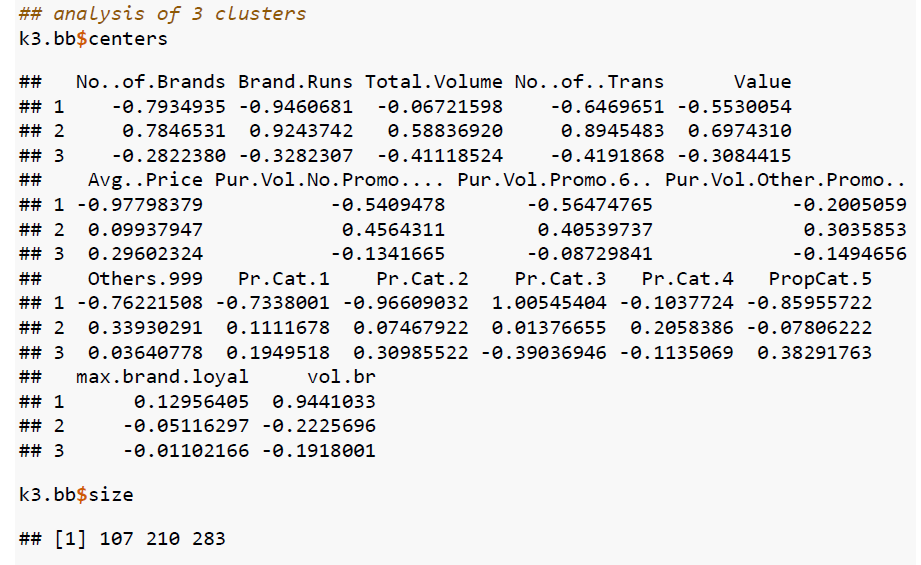 ## analysis of 3 clusters
k3.bb$centers
##   No..of.Brands Brand.Runs Total.Volume No..of..Trans      Value
## 1    -0.7934935 -0.9460681  -0.06721598    -0.6469651 -0.5530054
## 2     0.7846531  0.9243742   0.58836920     0.8945483  0.6974310
## 3    -0.2822380 -0.3282307  -0.41118524    -0.4191868 -0.3084415
##    Avg..Price Pur.Vol.No.Promo.... Pur.Vol.Promo.6.. Pur.Vol.Other.Promo..
## 1 -0.97798379           -0.5409478       -0.56474765            -0.2005059
## 2  0.09937947            0.4564311        0.40539737             0.3035853
## 3  0.29602324           -0.1341665       -0.08729841            -0.1494656
##    Others.999   Pr.Cat.1    Pr.Cat.2    Pr.Cat.3   Pr.Cat.4   PropCat.5
## 1 -0.76221508 -0.7338001 -0.96609032  1.00545404 -0.1037724 -0.85955722
## 2  0.33930291  0.1111678  0.07467922  0.01376655  0.2058386 -0.07806222
## 3  0.03640778  0.1949518  0.30985522 -0.39036946 -0.1135069  0.38291763
##   max.brand.loyal     vol.br
## 1      0.12956405  0.9441033
## 2     -0.05116297 -0.2225696
## 3     -0.01102166 -0.1918001
k3.bb$size
## [1] 107 210 283